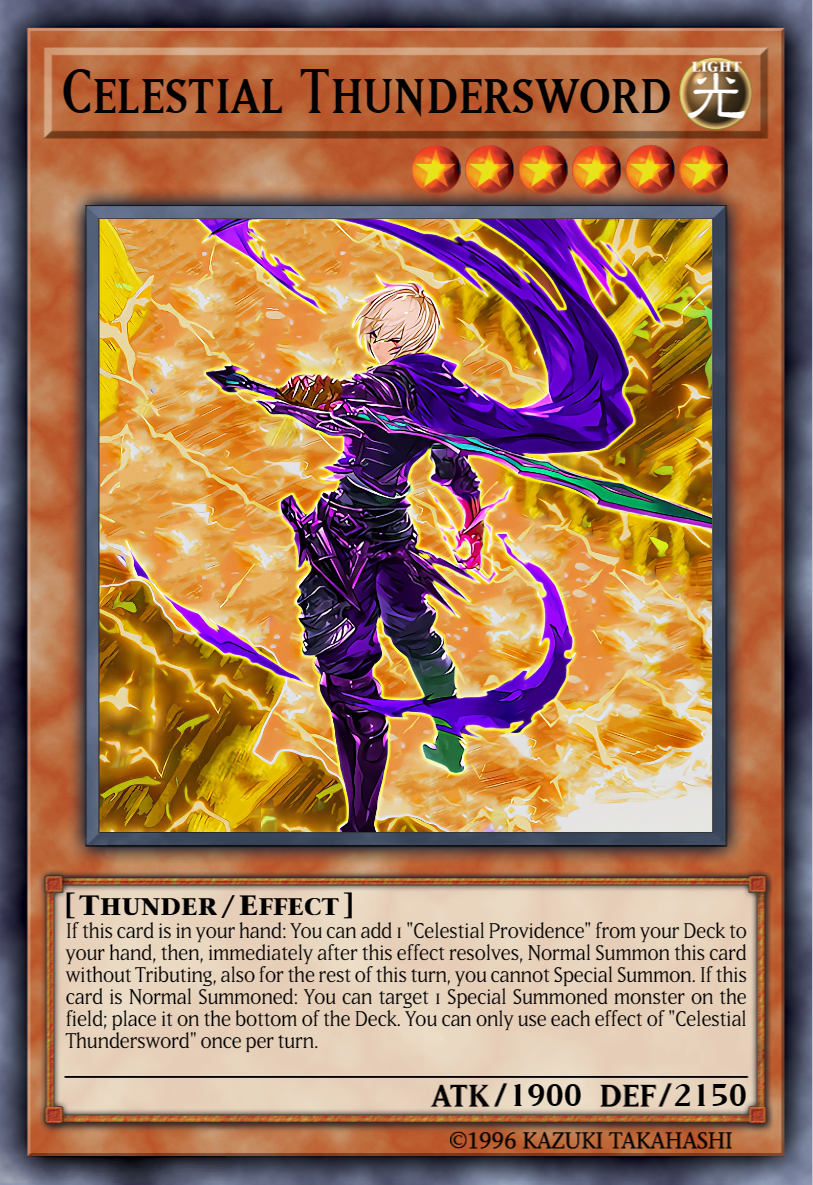 Celestial Thundersword
LIGHT
光
[Thunder/Effect]
If this card is in your hand: You can add 1 "Celestial Providence" from your Deck to
your hand, then, immediately after this effect resolves, Normal Summon this card
without Tributing, also for the rest of this turn, you cannot Special Summon. If this
card is Normal Summoned: You can target 1 Special Summoned monster on the
field; place it on the bottom of the Deck. You can only use each effect of "Celestial
Thundersword" once per turn.
ATK/1900 DEF/2150
©1996 KAZUKI TAKAHASHI